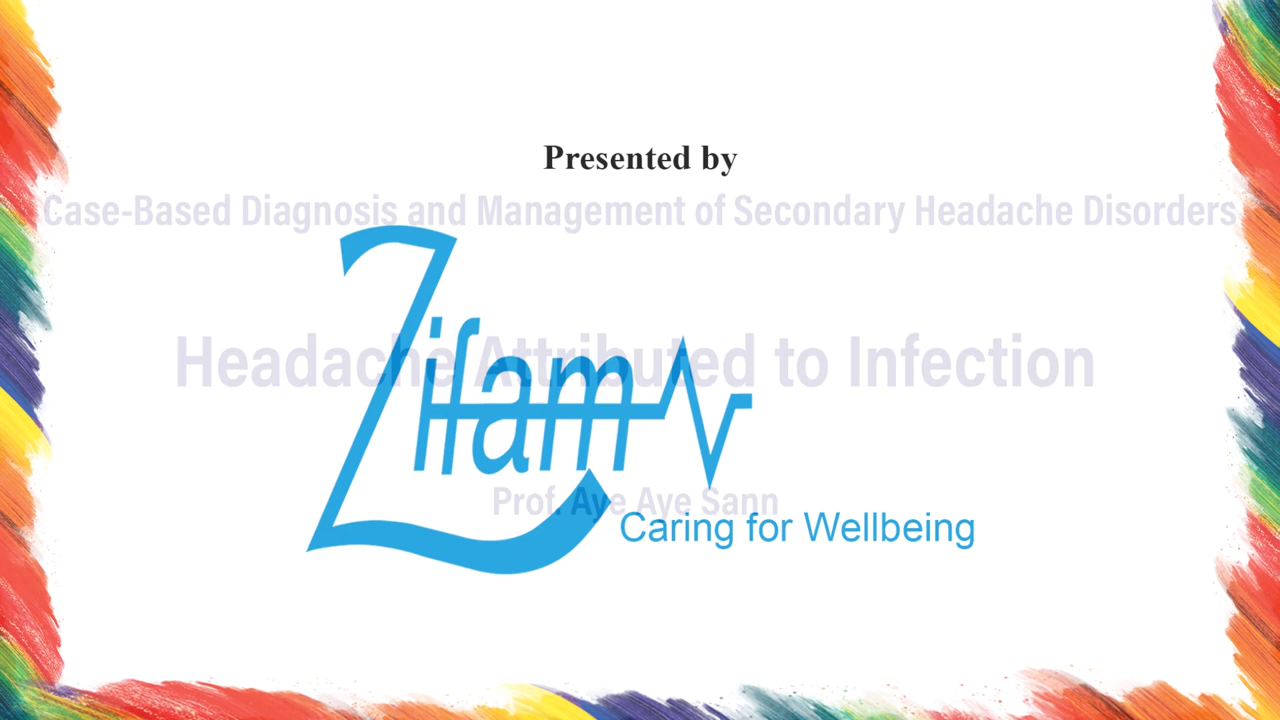 Presented by
Case-Based Diagnosis and Management of Secondary Headache Disorders
Zifam
Headache Attributed to Infection
Prof. Aye Aye Sann
Caring for Wellbeing